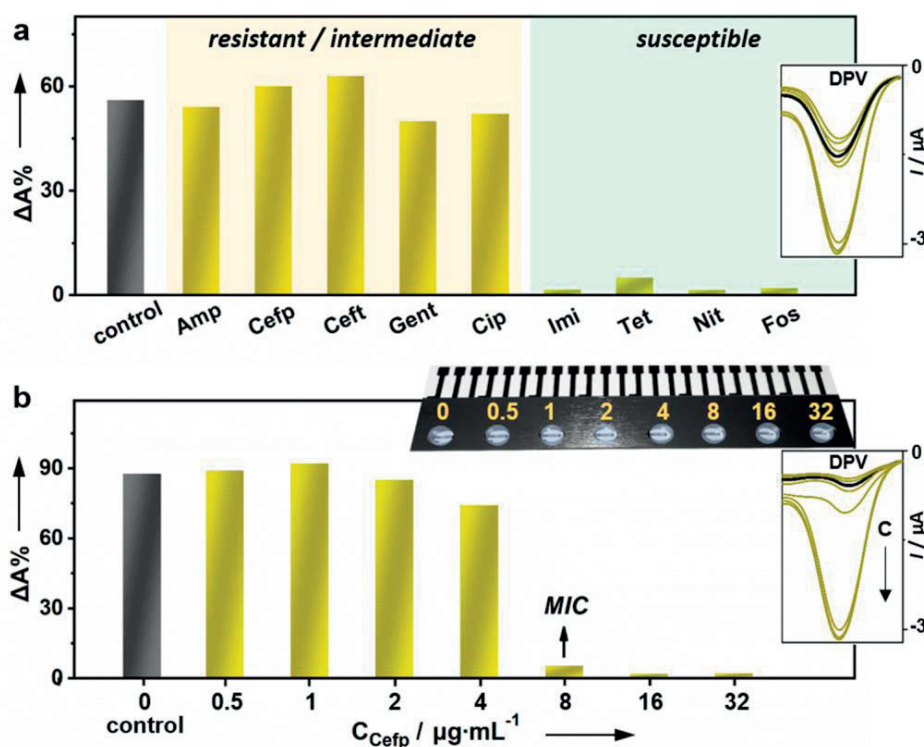 a
resistant / intermediate
susceptible
ΔA%
60
30
0
control
Amp
Cefp
Ceft
Gent
Cip
Imi
Tet
Nit
Fos
DPV
0
-3
I / μA
b
0 0.5 1 2 4 8 16 32
ΔA%
90
60
30
0
MIC
0
control
0.5
1
2
4
8
16
32
C_Cefp / μg·mL⁻¹
DPV
C
0
-3
I / μA